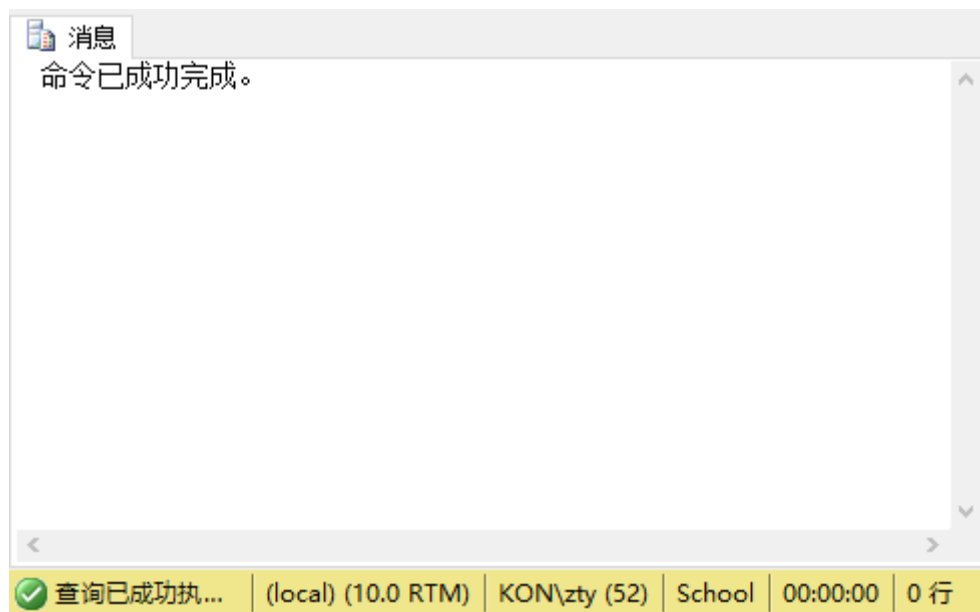 消息
命令已成功完成。
查询已成功执... (local) (10.0 RTM) KON\zty (52) School 00:00:00 0 行